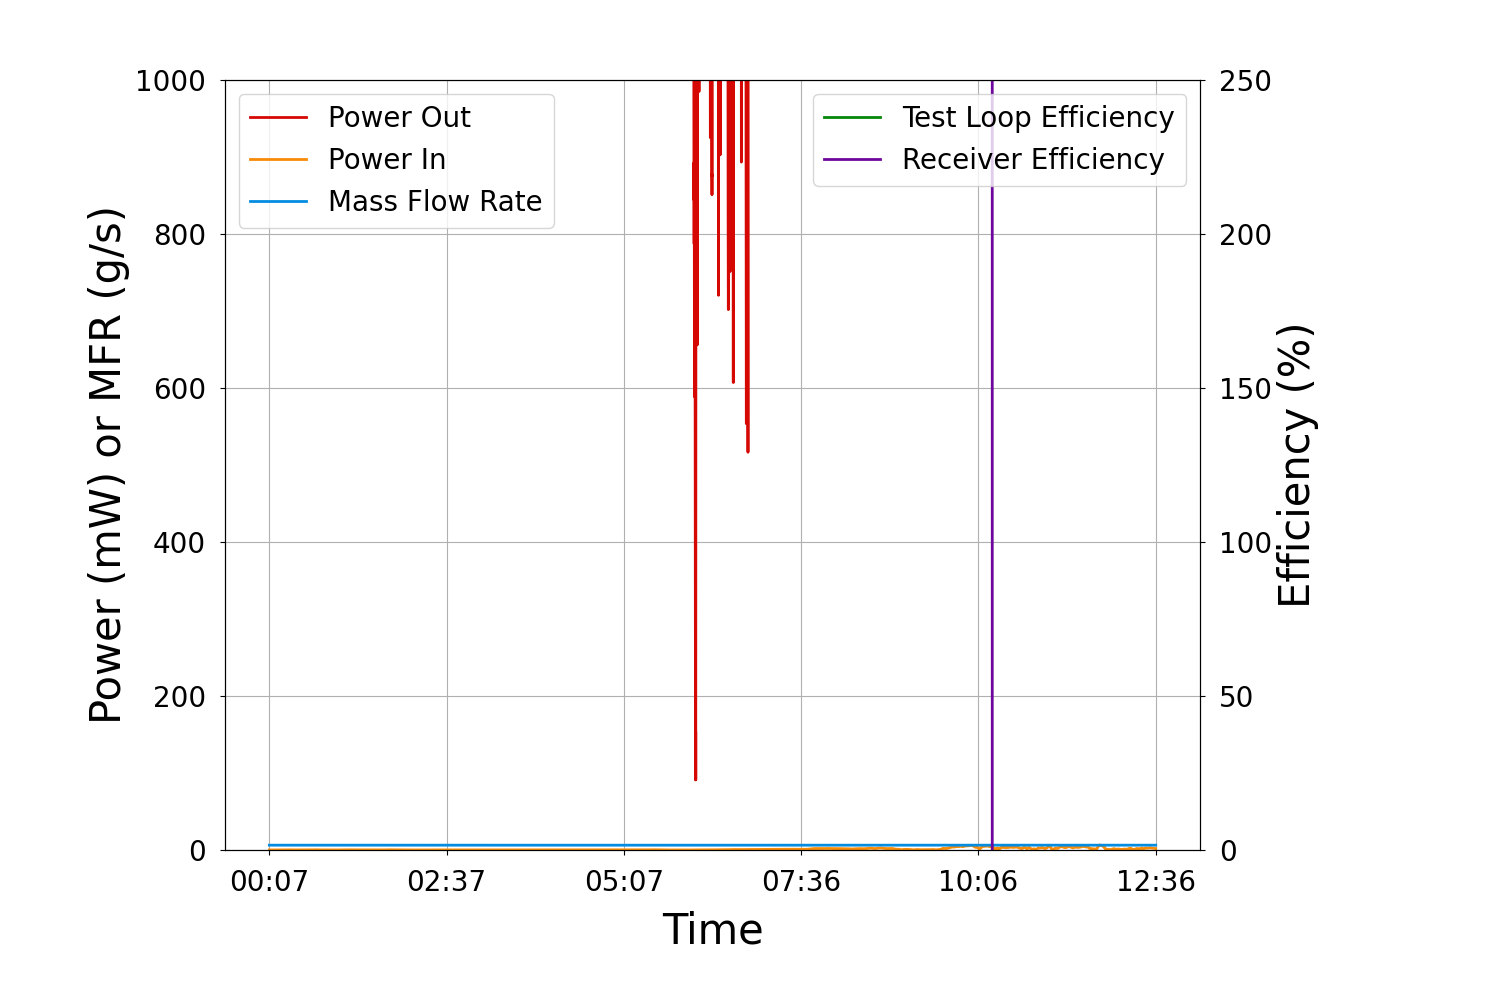 1000
800
600
400
200
0
Power (mW) or MFR (g/s)
Power Out
Power In
Mass Flow Rate
Test Loop Efficiency
Receiver Efficiency
250
200
150
100
50
0
Efficiency (%)
00:07 02:37 05:07 07:36 10:06 12:36
Time